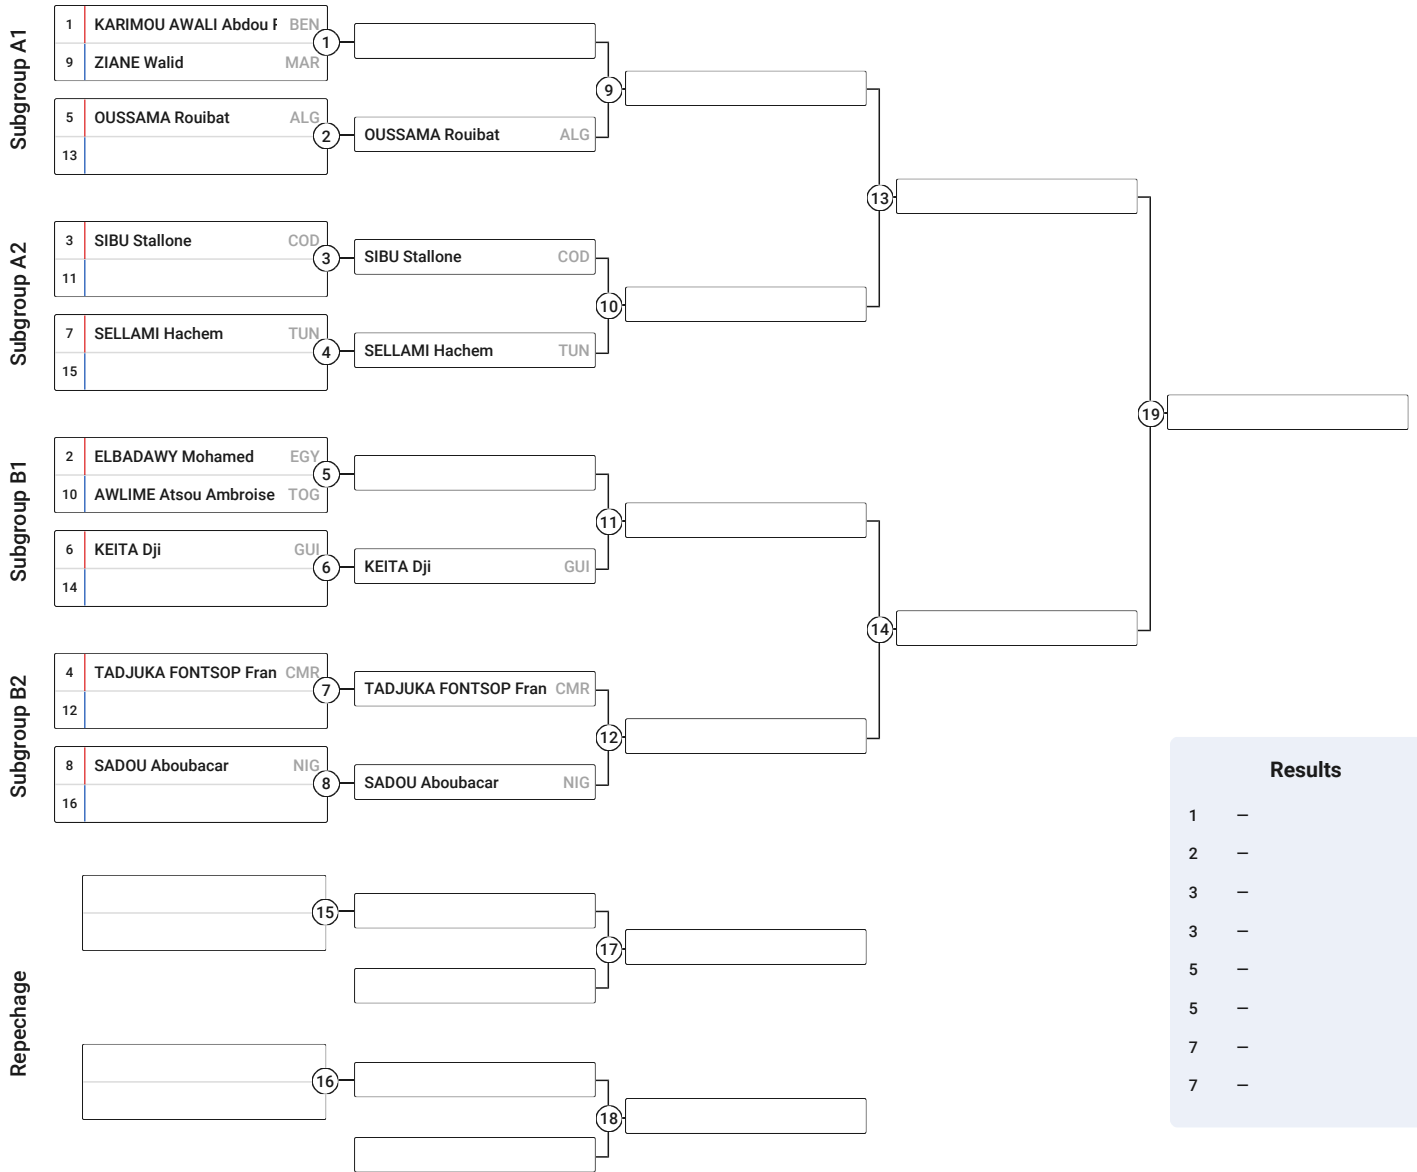 Subgroup A1
1 KARIMOU AWALI Abdou F BEN
9 ZIANE Walid MAR
1
5 OUSSAMA Rouibat ALG
13
2
OUSSAMA Rouibat ALG
9
Subgroup A2
3 SIBU Stallone COD
11
3
SIBU Stallone COD
7 SELLAMI Hachem TUN
15
4
SELLAMI Hachem TUN
10
13
Subgroup B1
2 ELBADAWY Mohamed EGY
10 AWLIME Atsou Ambroise TOG
5
6 KEITA Dji GUI
14
6
KEITA Dji GUI
11
Subgroup B2
4 TADJUKA FONTSOP Fran CMR
12
7
TADJUKA FONTSOP Fran CMR
8 SADOU Aboubacar NIG
16
8
SADOU Aboubacar NIG
12
14
19
Repechage
15
17
16
18
Results
1 –
2 –
3 –
3 –
5 –
5 –
7 –
7 –